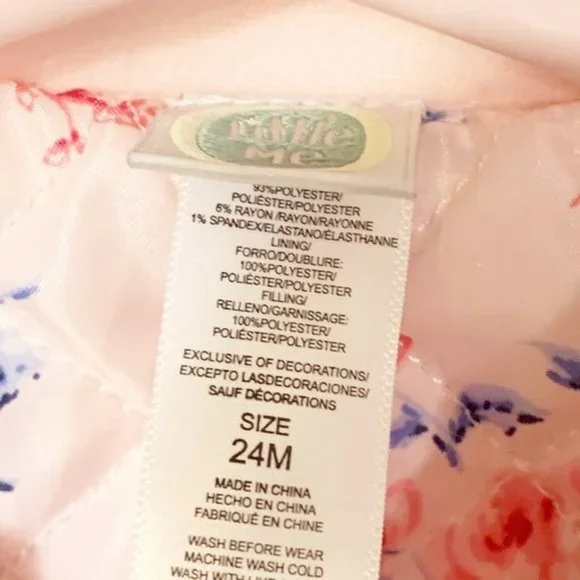 Little
Me
93%POLYESTER/
POLIÉSTER/POLYESTER
6% RAYON /RAYON/RAYONNE
1% SPANDEX/ELASTANO/ÉLASTHANNE
LINING/
FORRO/DOUBLURE:
100%POLYESTER/
POLIÉSTER/POLYESTER
FILLING/
RELLENO/GARNISSAGE:
100%POLYESTER/
POLIÉSTER/POLYESTER
EXCLUSIVE OF DECORATIONS/
EXCEPTO LASDECORACIONES/
SAUF DÉCORATIONS
SIZE
24M
MADE IN CHINA
HECHO EN CHINA
FABRIQUÉ EN CHINE
WASH BEFORE WEAR
MACHINE WASH COLD
WASH WITH